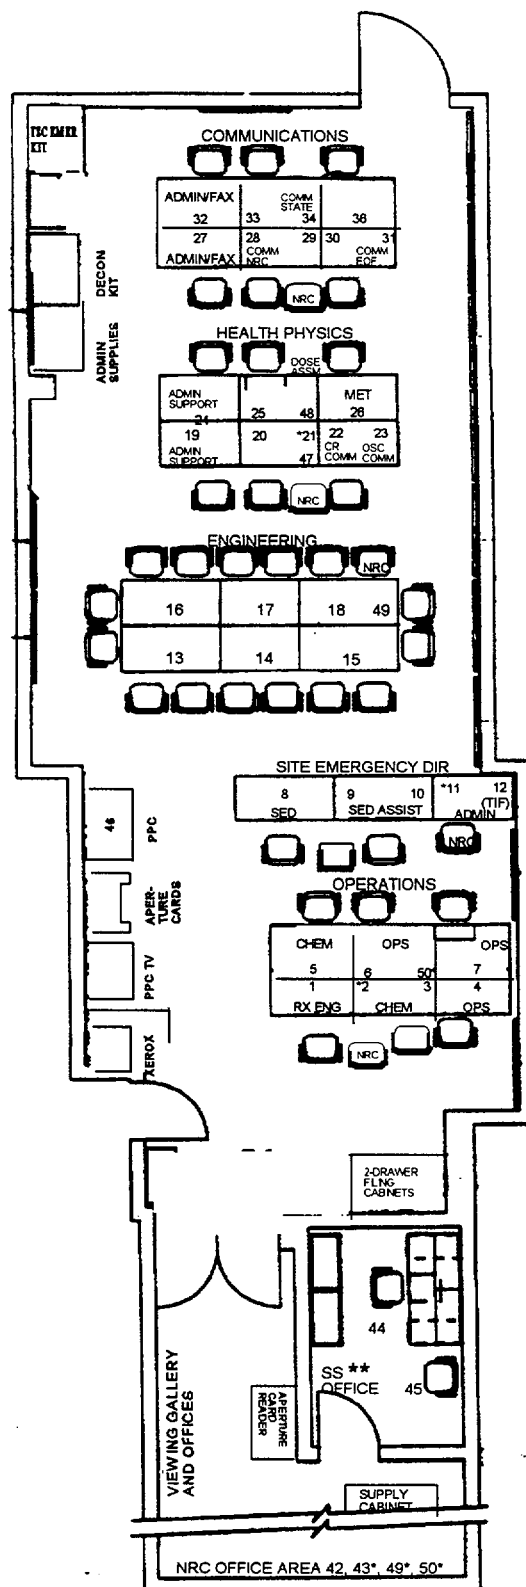 TSC EMER
KIT
COMMUNICATIONS
ADMIN/FAX
COMM
STATE
32 33 34 36
27 28 29 30 31
ADMIN/FAX
COMM
NRC
COMM
EOF
NRC
DECON
KIT
ADMIN
SUPPLIES
HEALTH PHYSICS
DOSE
ASSM
ADMIN
SUPPORT
MET
24 25 48 26
19 20 *21 22 23
ADMIN
SUPPORT
47
CR
COMM
OSC
COMM
NRC
ENGINEERING
NRC
16 17 18 49
13 14 15
SITE EMERGENCY DIR
8 9 10 *11 12
(TIF)
SED SED ASSIST ADMIN
NRC
46
PPC
APER-
TURE
CARDS
PPC TV
XEROX
OPERATIONS
CHEM OPS OPS
5 6 50* 7
1 *2 3 4
RX ENG CHEM OPS
NRC
2-DRAWER
FLING
CABINETS
44
SS **
OFFICE
45
APERTURE
CARD
READER
VIEWING GALLERY
AND OFFICES
SUPPLY
CABINET
NRC OFFICE AREA 42, 43*, 49*, 50*